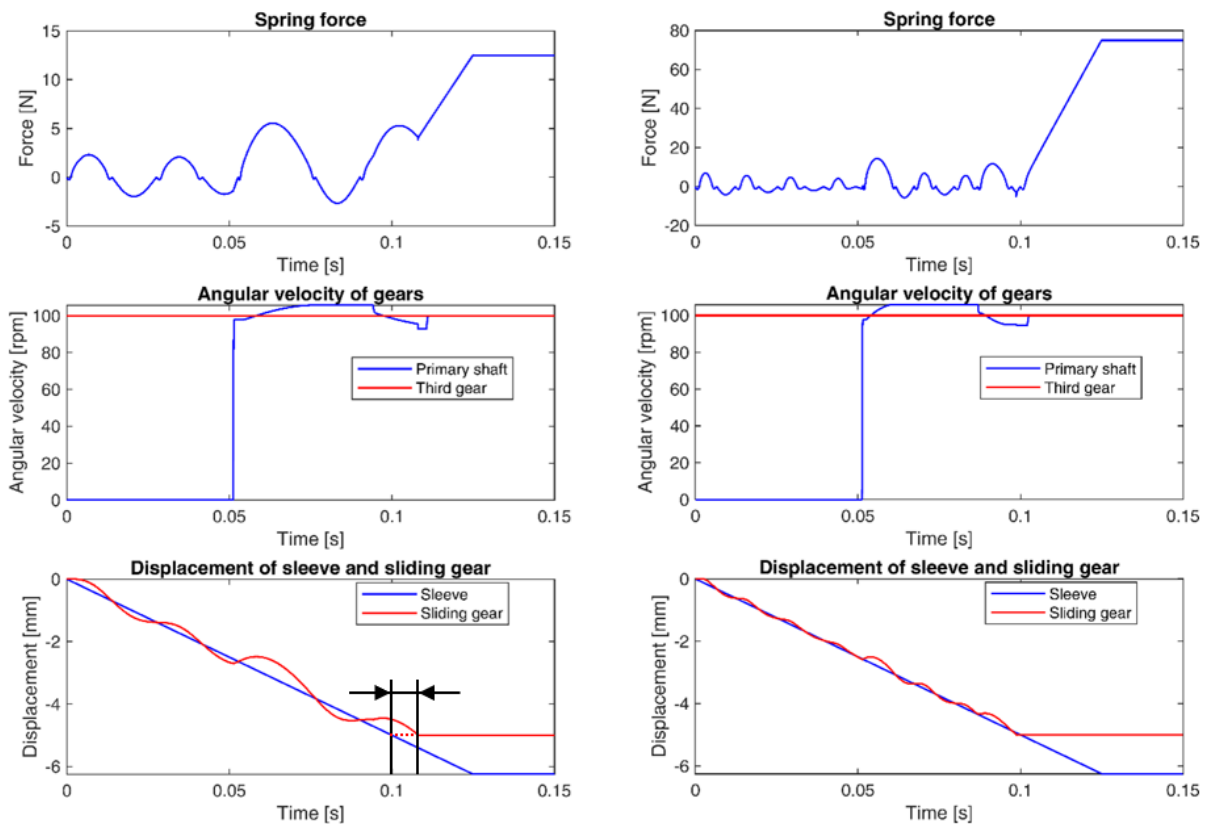 Spring force
15
10
5
0
-5
Force [N]
0 0.05 0.1 0.15
Time [s]
Spring force
80
60
40
20
0
-20
Force [N]
0 0.05 0.1 0.15
Time [s]
Angular velocity of gears
100
80
60
40
20
0
Angular velocity [rpm]
Primary shaft
Third gear
0 0.05 0.1 0.15
Time [s]
Angular velocity of gears
100
80
60
40
20
0
Angular velocity [rpm]
Primary shaft
Third gear
0 0.05 0.1 0.15
Time [s]
Displacement of sleeve and sliding gear
0
-2
-4
-6
Displacement [mm]
Sleeve
Sliding gear
0 0.05 0.1 0.15
Time [s]
Displacement of sleeve and sliding gear
0
-2
-4
-6
Displacement [mm]
Sleeve
Sliding gear
0 0.05 0.1 0.15
Time [s]